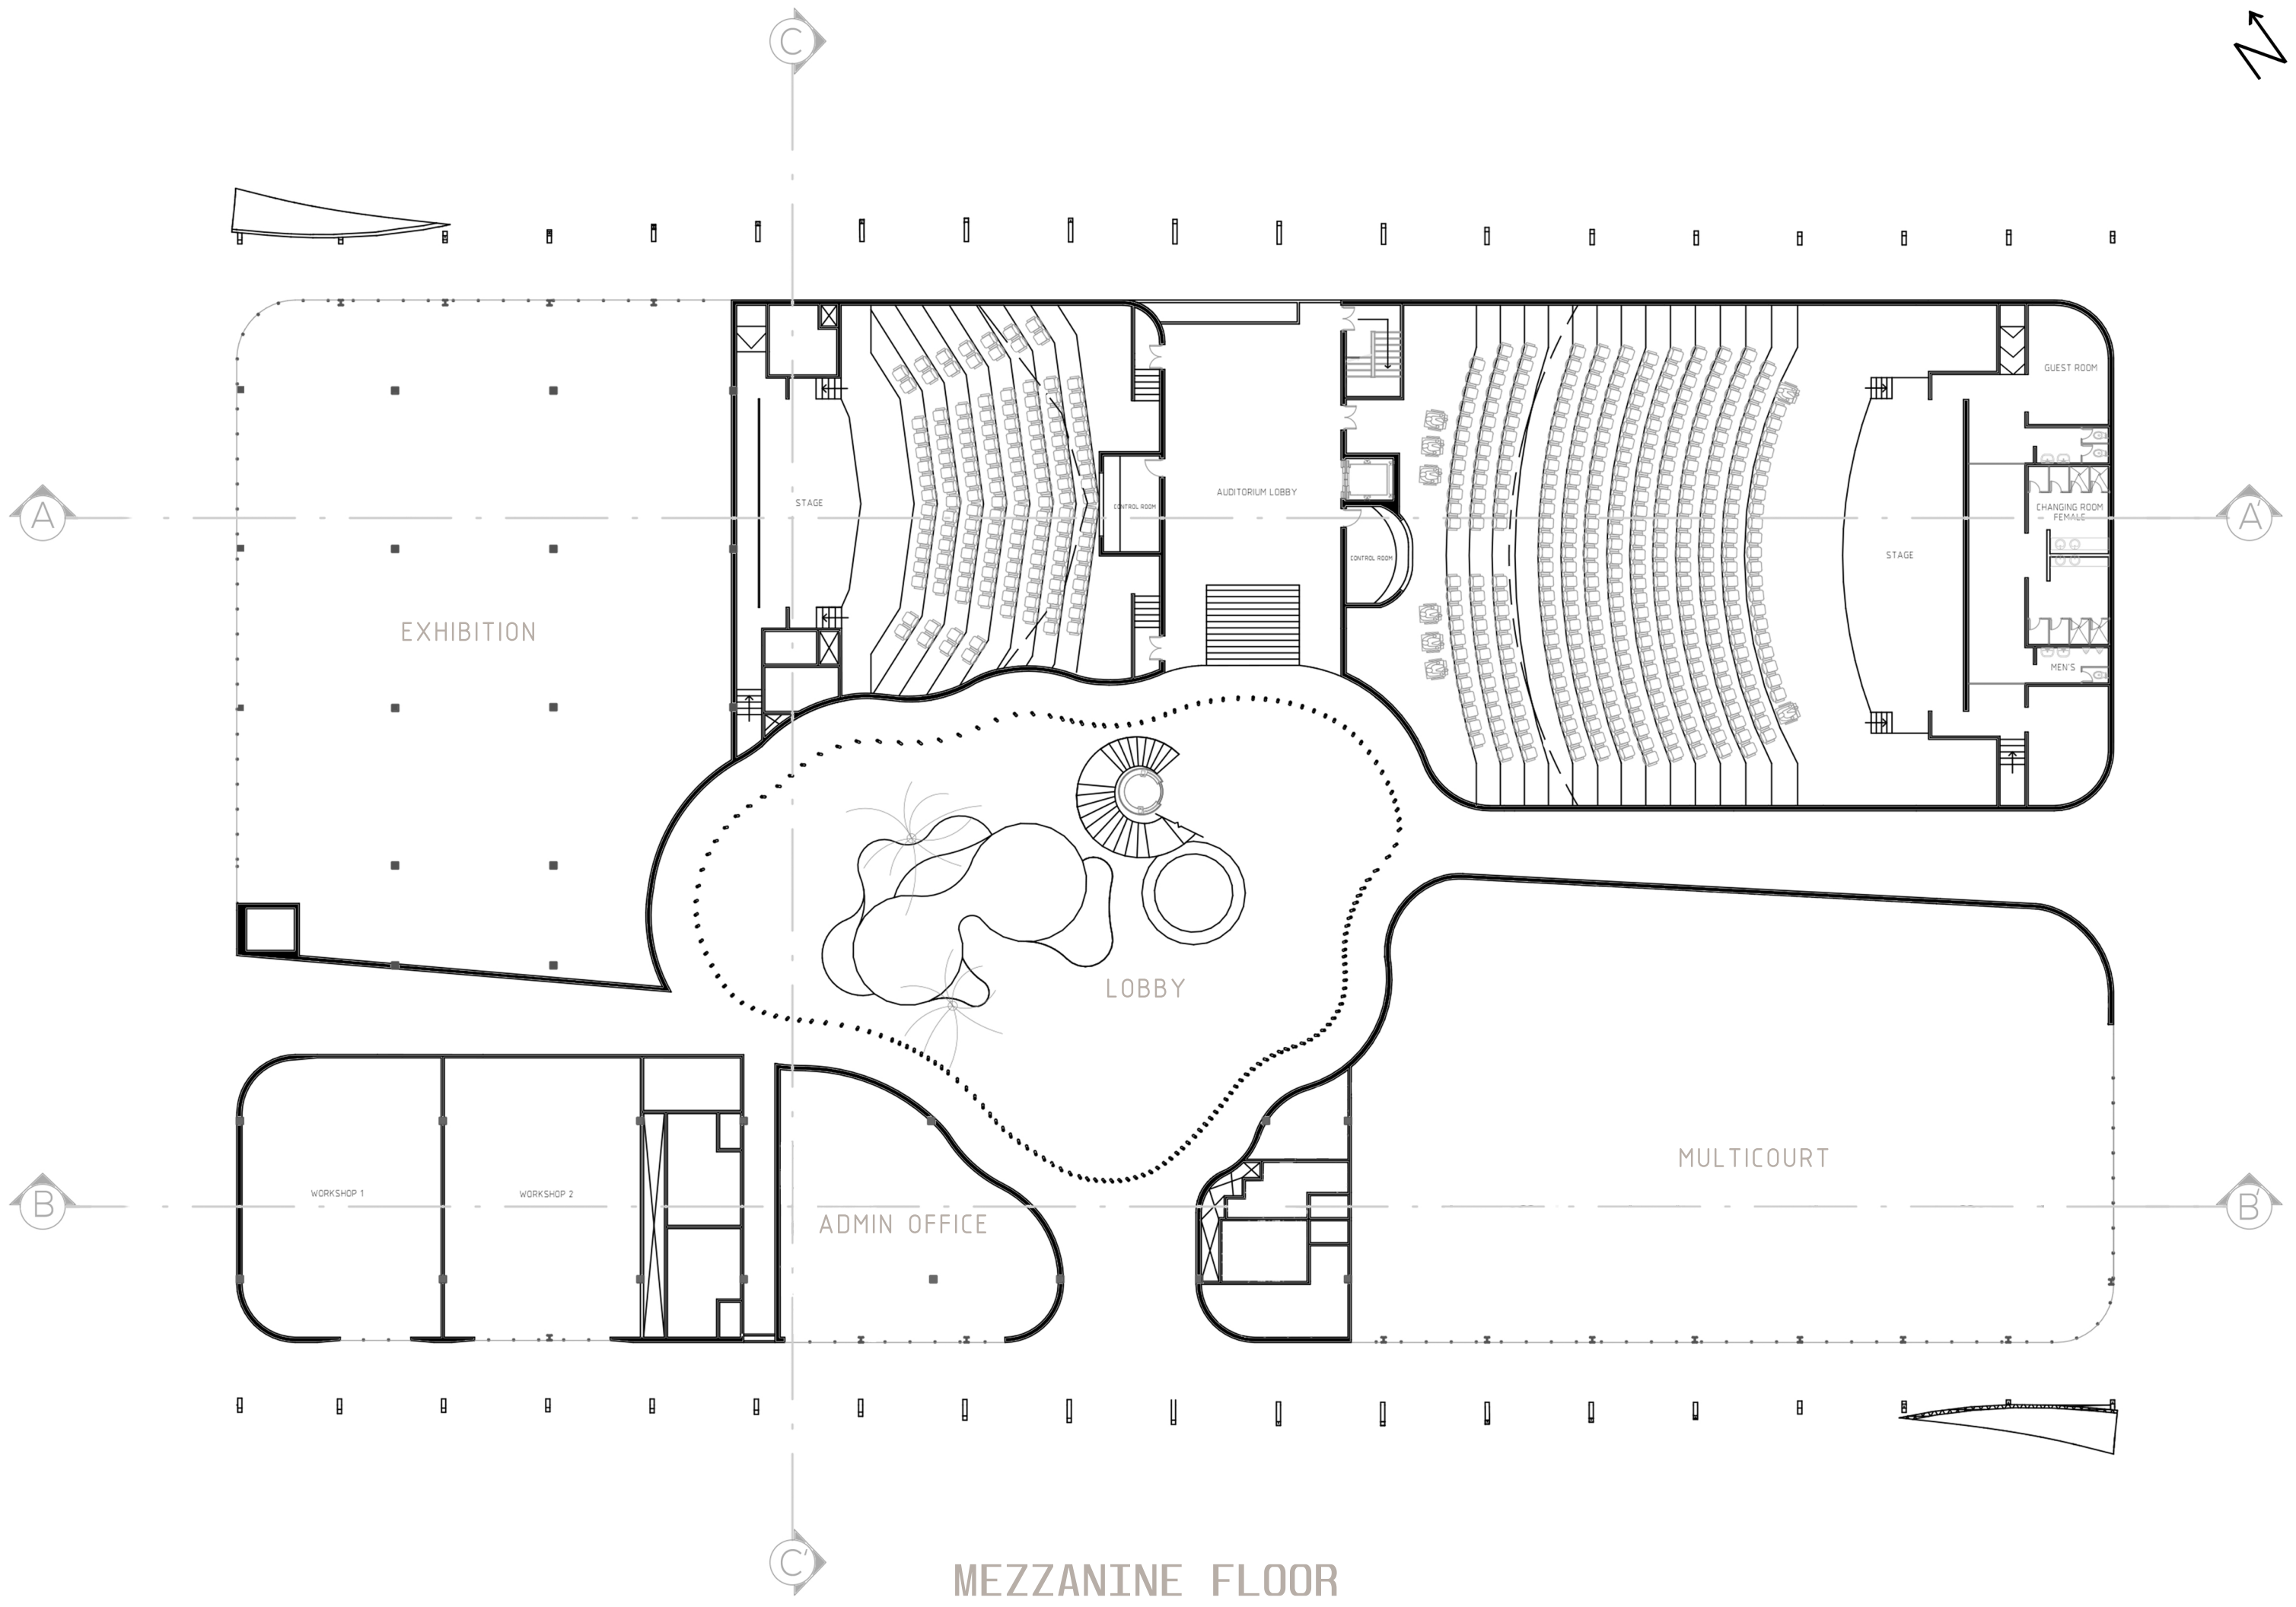 C
N
GUEST ROOM
STAGE
AUDITORIUM LOBBY
CONTROL ROOM
A
A'
CHANGING ROOM
FEMALE
CONTROL ROOM
STAGE
EXHIBITION
MEN'S
LOBBY
MULTICOURT
WORKSHOP 1
WORKSHOP 2
B
B'
ADMIN OFFICE
C'
MEZZANINE FLOOR